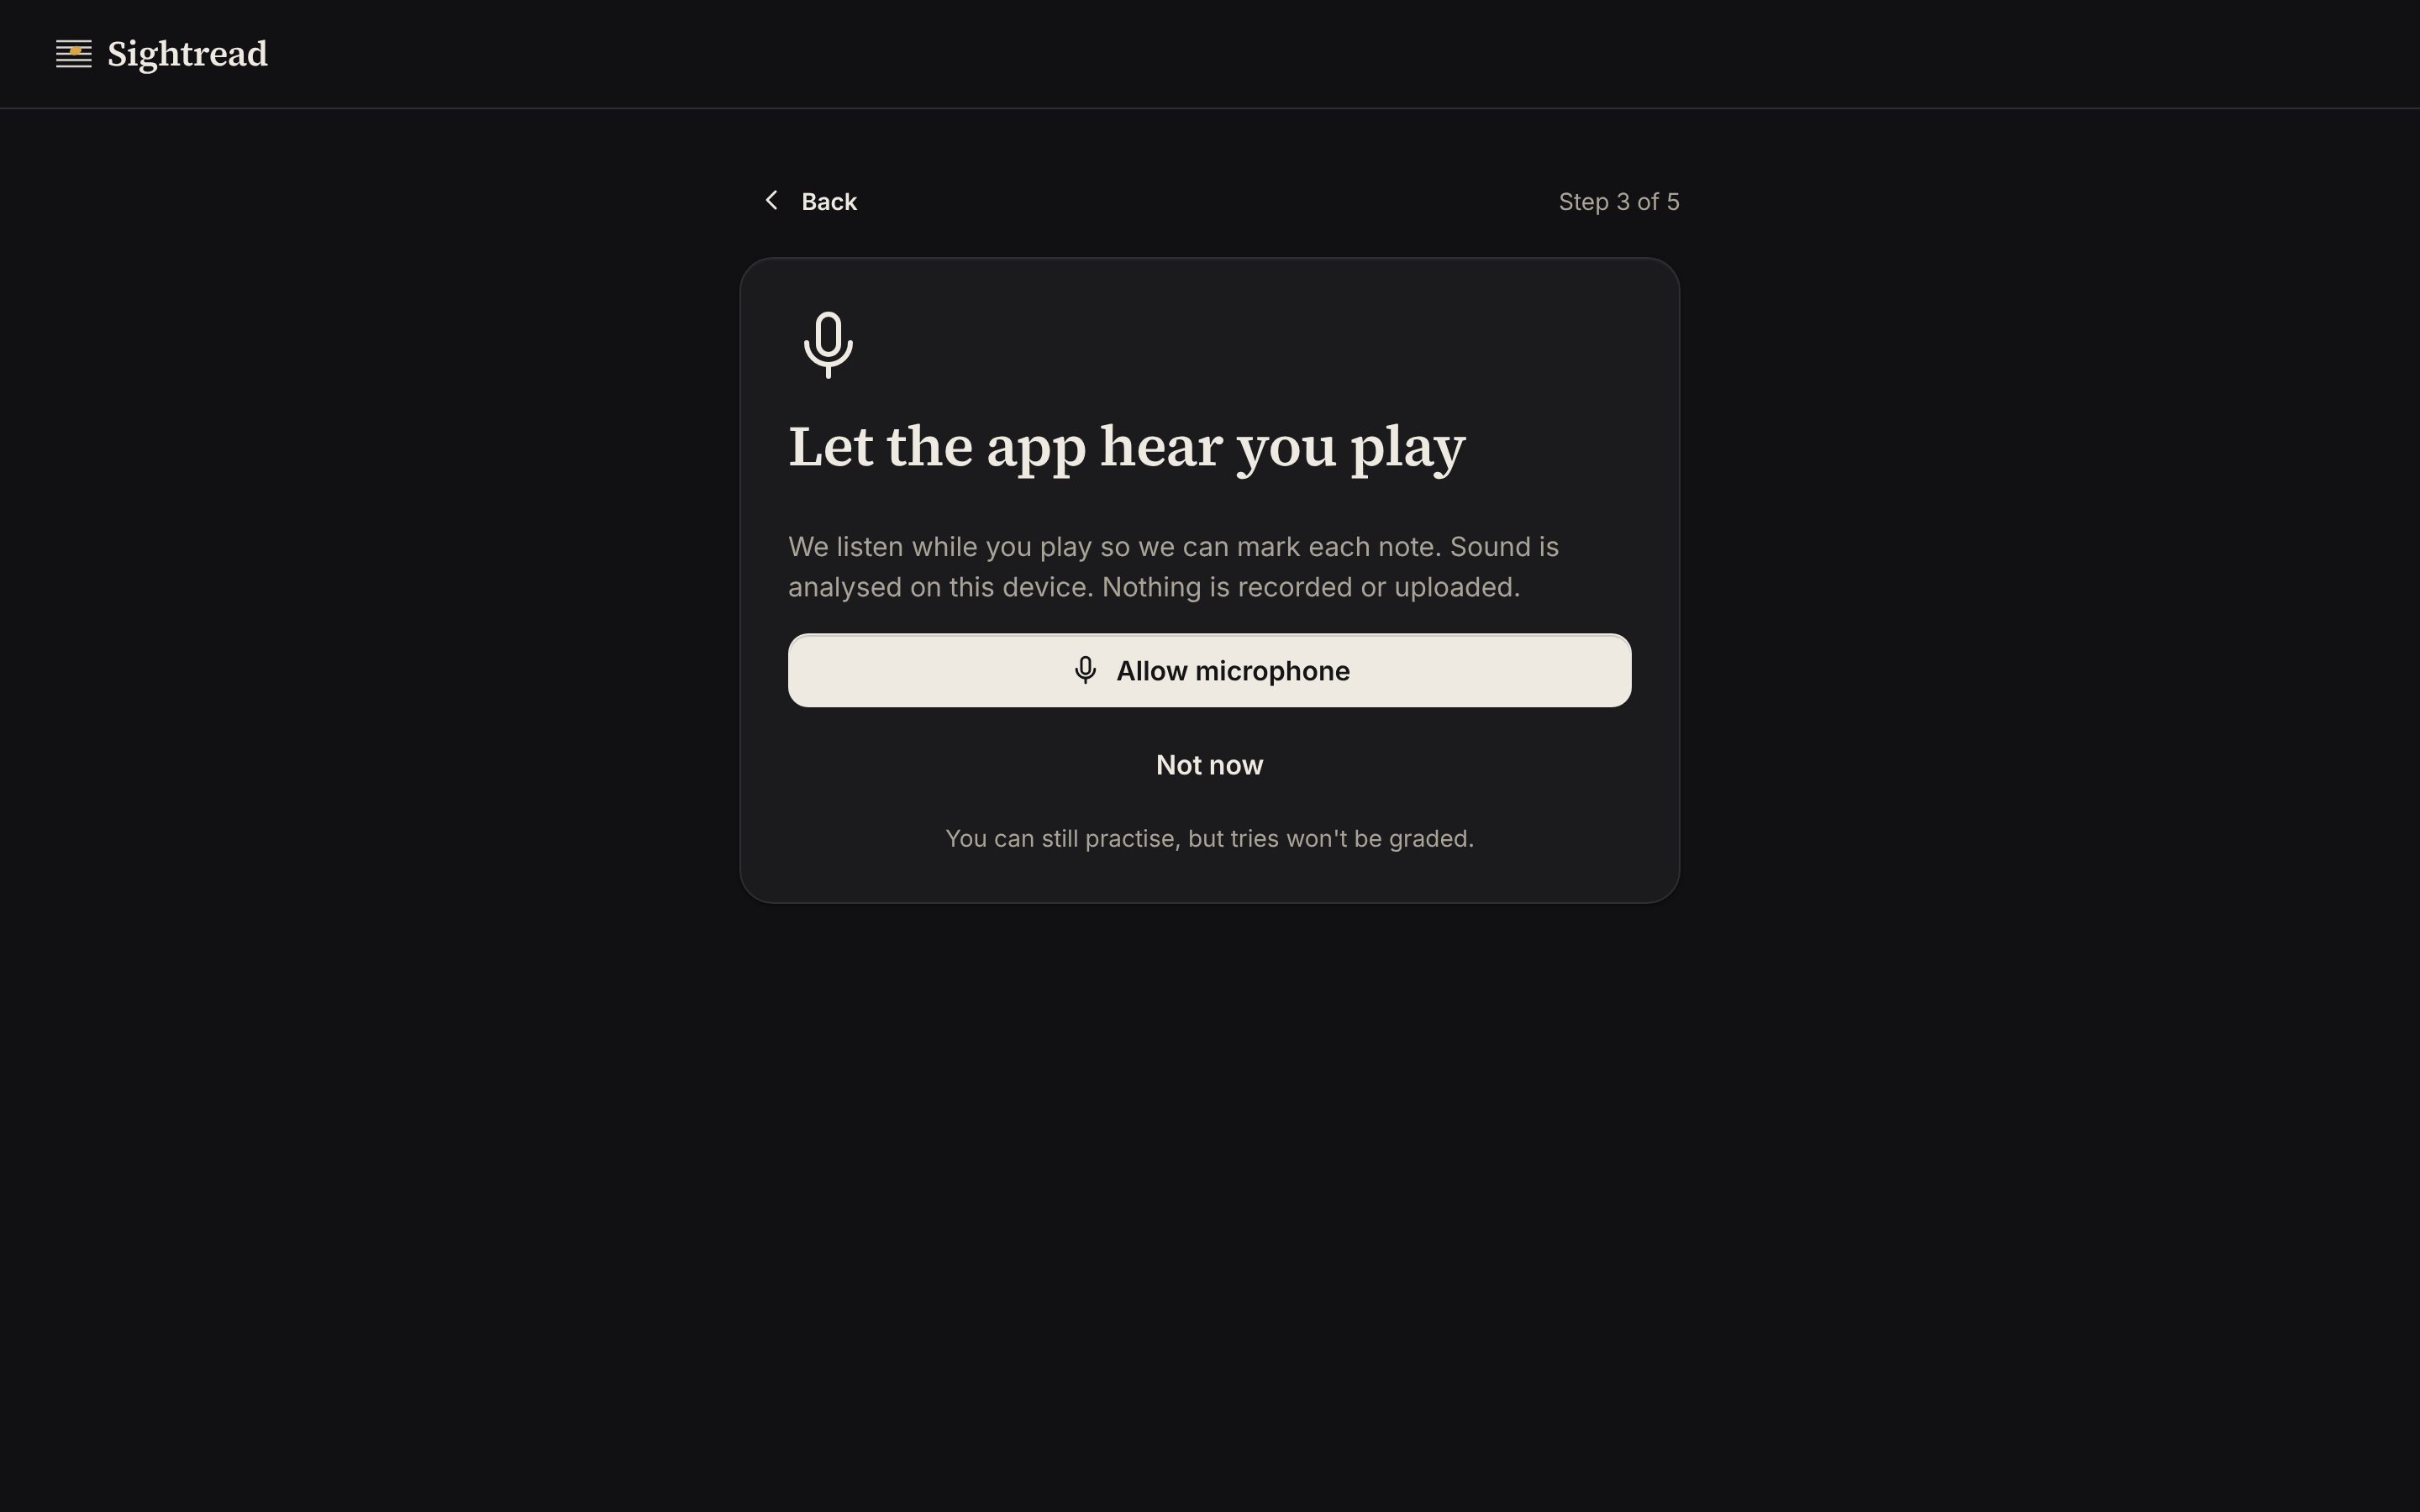 Sightread
Back
Step 3 of 5
Let the app hear you play
We listen while you play so we can mark each note. Sound is
analysed on this device. Nothing is recorded or uploaded.
Allow microphone
Not now
You can still practise, but tries won't be graded.